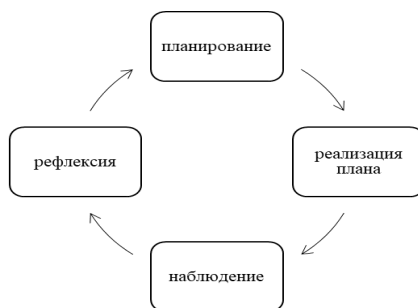 планирование
рефлексия
реализация
плана
наблюдение